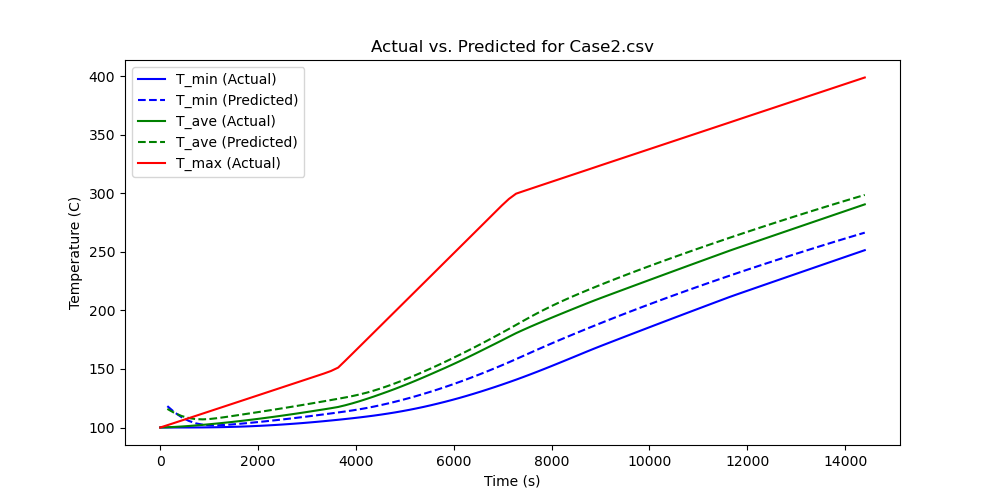 Actual vs. Predicted for Case2.csv
T_min (Actual)
T_min (Predicted)
T_ave (Actual)
T_ave (Predicted)
T_max (Actual)
400
350
300
250
200
150
100
Temperature (C)
0 2000 4000 6000 8000 10000 12000 14000
Time (s)